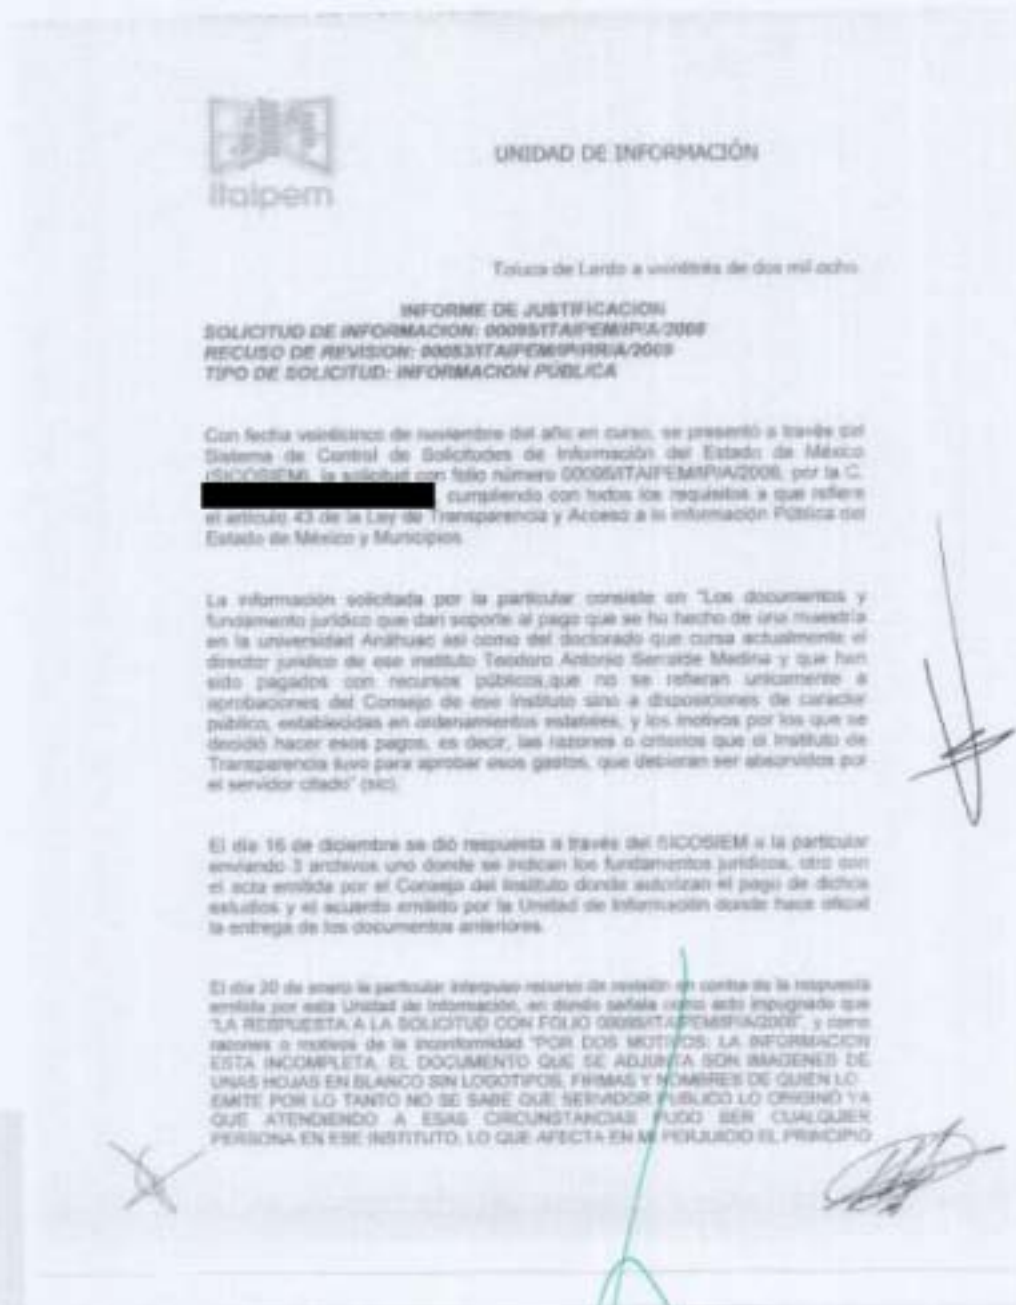 itaipem
UNIDAD DE INFORMACIÓN
Toluca de Lerdo a veintitrés de dos mil ocho.
INFORME DE JUSTIFICACION
SOLICITUD DE INFORMACION: 00095/ITAIPEM/IP/A/2008
RECUSO DE REVISION: 00053/ITAIPEM/IP/RR/A/2009
TIPO DE SOLICITUD: INFORMACION PÚBLICA
Con fecha veinticinco de noviembre del año en curso, se presentó a través del
Sistema de Control de Solicitudes de Información del Estado de México
(SICOSIEM), la solicitud con folio número 00095/ITAIPEM/IP/A/2008, por la C.
, cumpliendo con todos los requisitos a que refiere
el artículo 43 de la Ley de Transparencia y Acceso a la Información Pública del
Estado de México y Municipios.
La información solicitada por la particular consiste en "Los documentos y
fundamento jurídico que dan soporte al pago que se ha hecho de una maestría
en la universidad Anáhuac así como del doctorado que cursa actualmente el
director jurídico de ese instituto Teodoro Antonio Serralde Medina y que han
sido pagados con recursos públicos,que no se refieran unicamente a
aprobaciones del Consejo de ese Instituto sino a disposiciones de caracter
público, establecidas en ordenamientos estatales, y los motivos por los que se
decidió hacer esos pagos, es decir, las razones o criterios que el Instituto de
Transparencia tuvo para aprobar esos gastos, que debieran ser absorvidos por
el servidor citado" (sic).
El día 16 de diciembre se dió respuesta a través del SICOSIEM a la particular
enviando 3 archivos uno donde se indican los fundamentos jurídicos, otro con
el acta emitida por el Consejo del Instituto donde autorizan el pago de dichos
estudios y el acuerdo emitido por la Unidad de Información donde hace oficial
la entrega de los documentos anteriores.
El día 20 de enero la particular interpuso recurso de revisión en contra de la respuesta
emitida por esta Unidad de Información, en donde señala como acto impugnado que
"LA RESPUESTA A LA SOLICITUD CON FOLIO 00095/ITAIPEM/IP/A/2008", y como
razones o motivos de la inconformidad "POR DOS MOTIVOS: LA INFORMACION
ESTA INCOMPLETA, EL DOCUMENTO QUE SE ADJUNTA SON IMAGENES DE
UNAS HOJAS EN BLANCO SIN LOGOTIPOS, FIRMAS Y NOMBRES DE QUIEN LO
EMITE POR LO TANTO NO SE SABE QUE SERVIDOR PUBLICO LO ORIGINO YA
QUE ATENDIENDO A ESAS CIRCUNSTANCIAS PUDO SER CUALQUIER
PERSONA EN ESE INSTITUTO, LO QUE AFECTA EN MI PERJUICIO EL PRINCIPIO